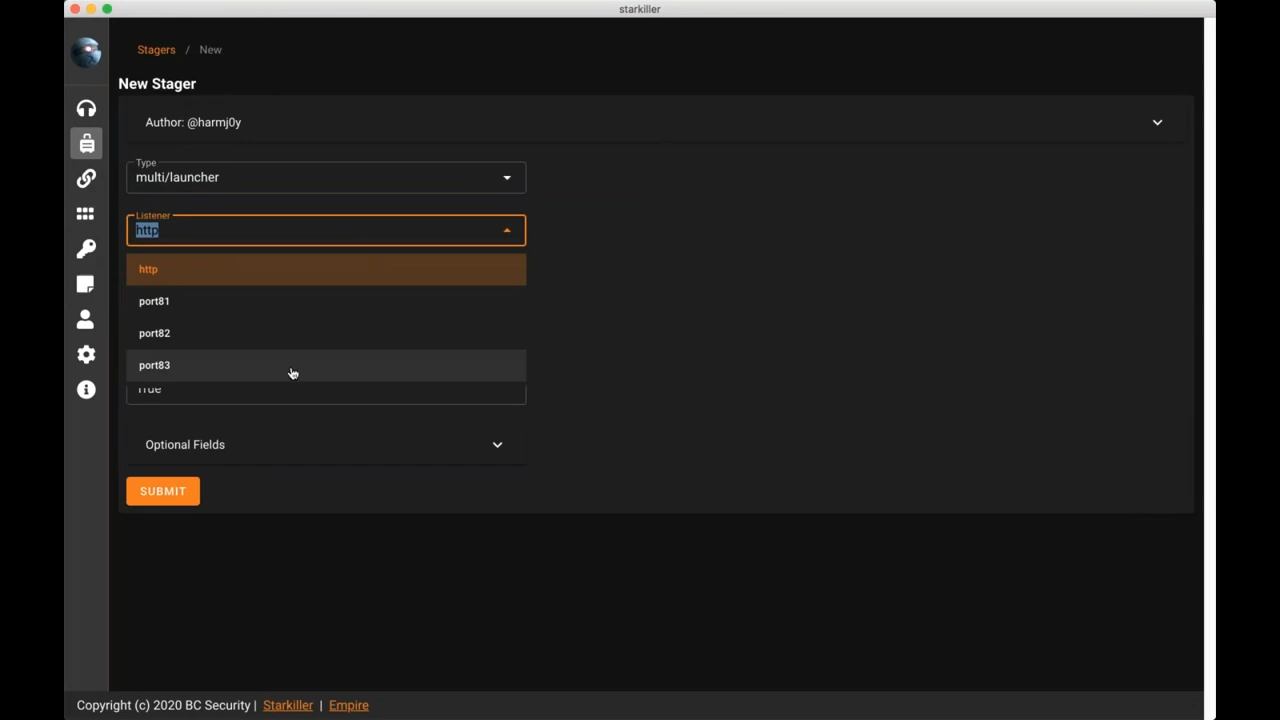 starkiller
Stagers / New
New Stager
Author: @harmj0y
Type
multi/launcher
Listener
http
http
port81
port82
port83
True
Optional Fields
SUBMIT
Copyright (c) 2020 BC Security | Starkiller | Empire